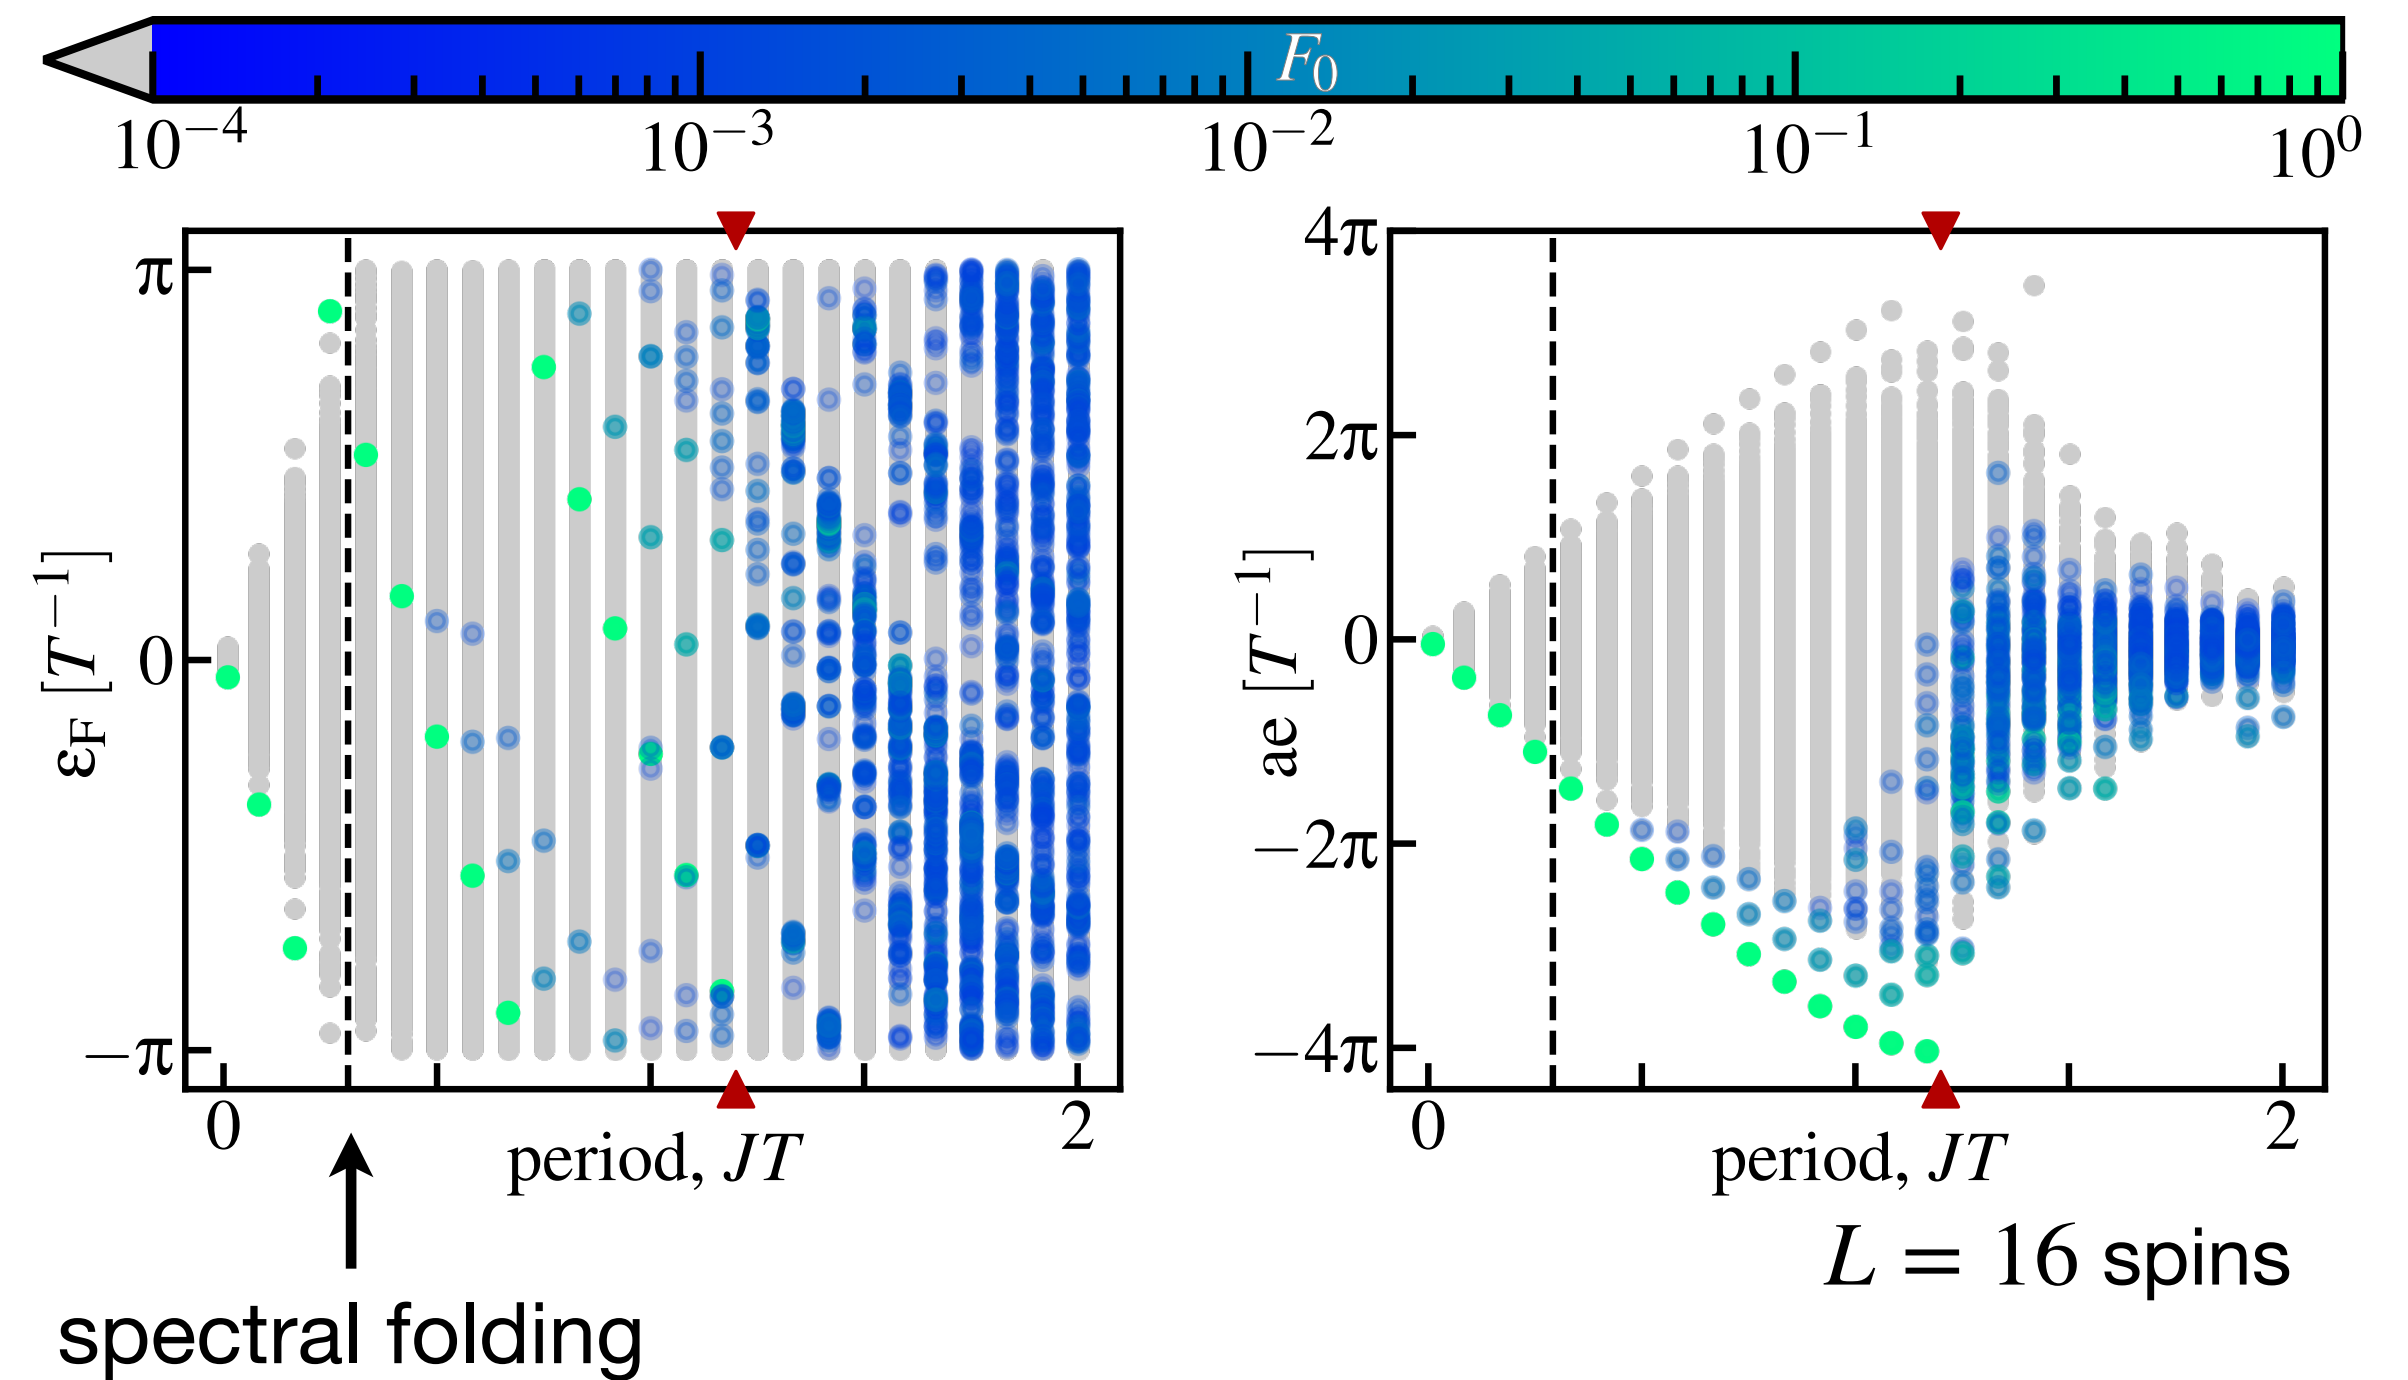 F₀
10⁻⁴ 10⁻³ 10⁻² 10⁻¹ 10⁰
π
0
−π
εF [T⁻¹]
0 2
period, JT
spectral folding
4π
2π
0
−2π
−4π
ae [T⁻¹]
0 2
period, JT
L = 16 spins